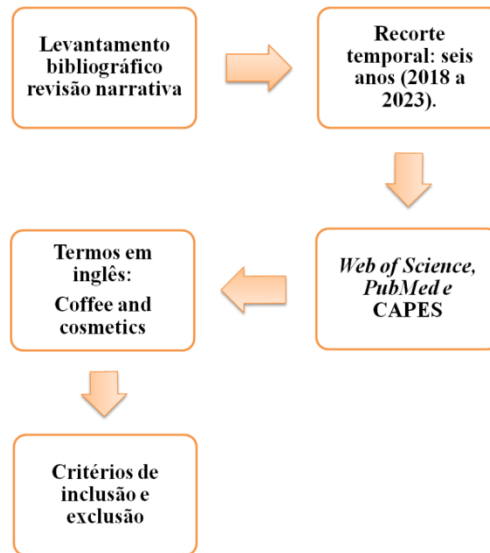 Levantamento
bibliográfico
revisão narrativa
Recorte
temporal: seis
anos (2018 a
2023).
Web of Science,
PubMed e
CAPES
Termos em
inglês:
Coffee and
cosmetics
Critérios de
inclusão e
exclusão